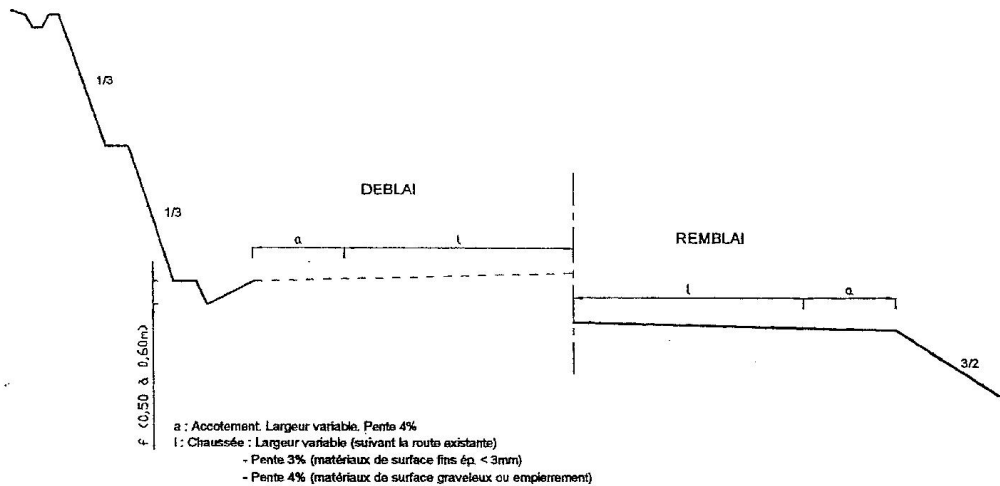 1/3
1/3
DEBLAI
a
l
REMBLAI
l
a
3/2
f (0,50 à 0,60m)
a : Accotement. Largeur variable. Pente 4%
l : Chaussée : Largeur variable (suivant la route existante)
- Pente 3% (matériaux de surface fins ép. < 3mm)
- Pente 4% (matériaux de surface graveleux ou empierrement)